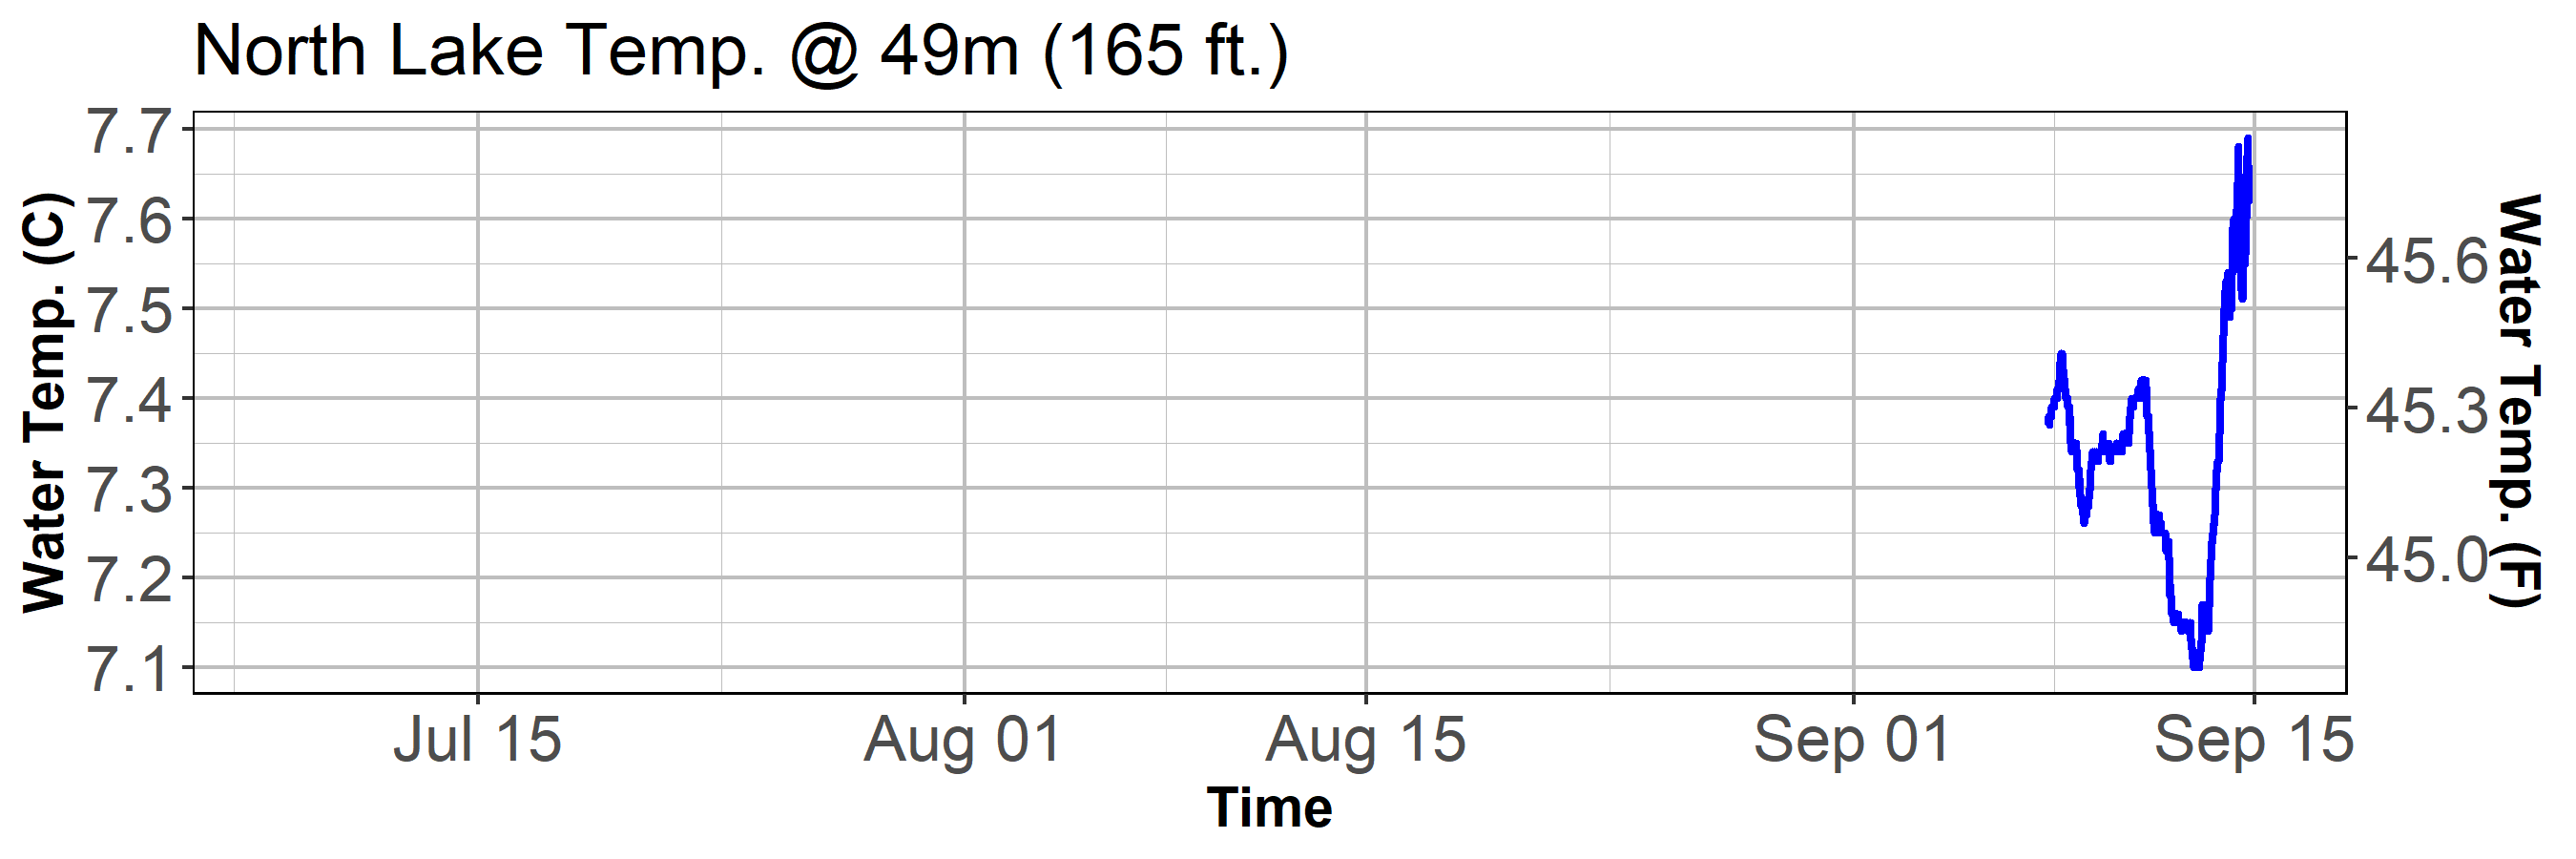 North Lake Temp. @ 49m (165 ft.)
7.7
7.6
7.5
7.4
7.3
7.2
7.1
Water Temp. (C)
45.6
45.3
45.0
Water Temp. (F)
Jul 15
Aug 01
Aug 15
Sep 01
Sep 15
Time